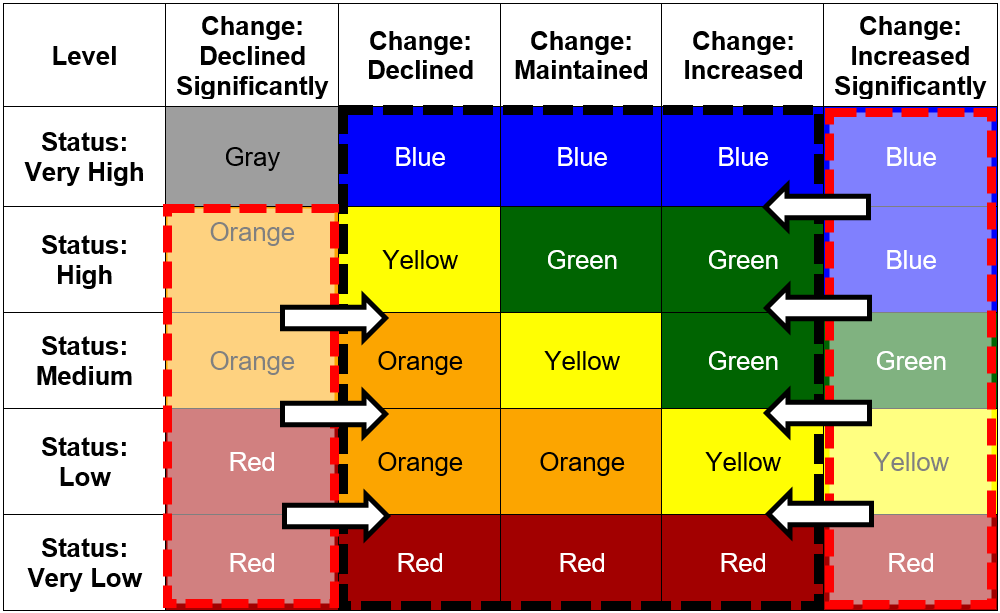 Level
Change:
Declined
Significantly
Change:
Declined
Change:
Maintained
Change:
Increased
Change:
Increased
Significantly
Status:
Very High
Gray
Blue
Blue
Blue
Blue
Status:
High
Orange
Yellow
Green
Green
Blue
Status:
Medium
Orange
Orange
Yellow
Green
Green
Status:
Low
Red
Orange
Orange
Yellow
Yellow
Status:
Very Low
Red
Red
Red
Red
Red